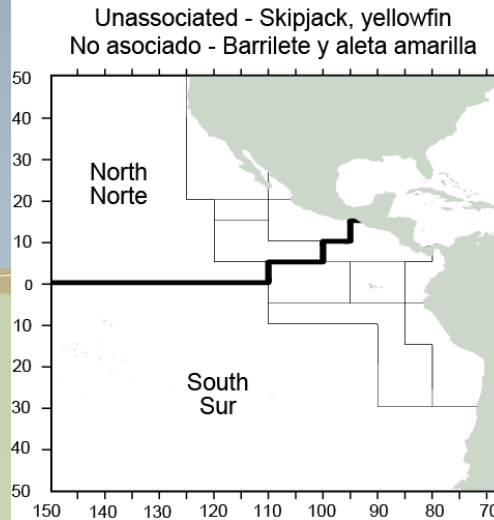 Unassociated - Skipjack, yellowfin
No asociado - Barrilete y aleta amarilla
50
40
30
20
10
0
10
20
30
40
50
North
Norte
South
Sur
150 140 130 120 110 100 90 80 70